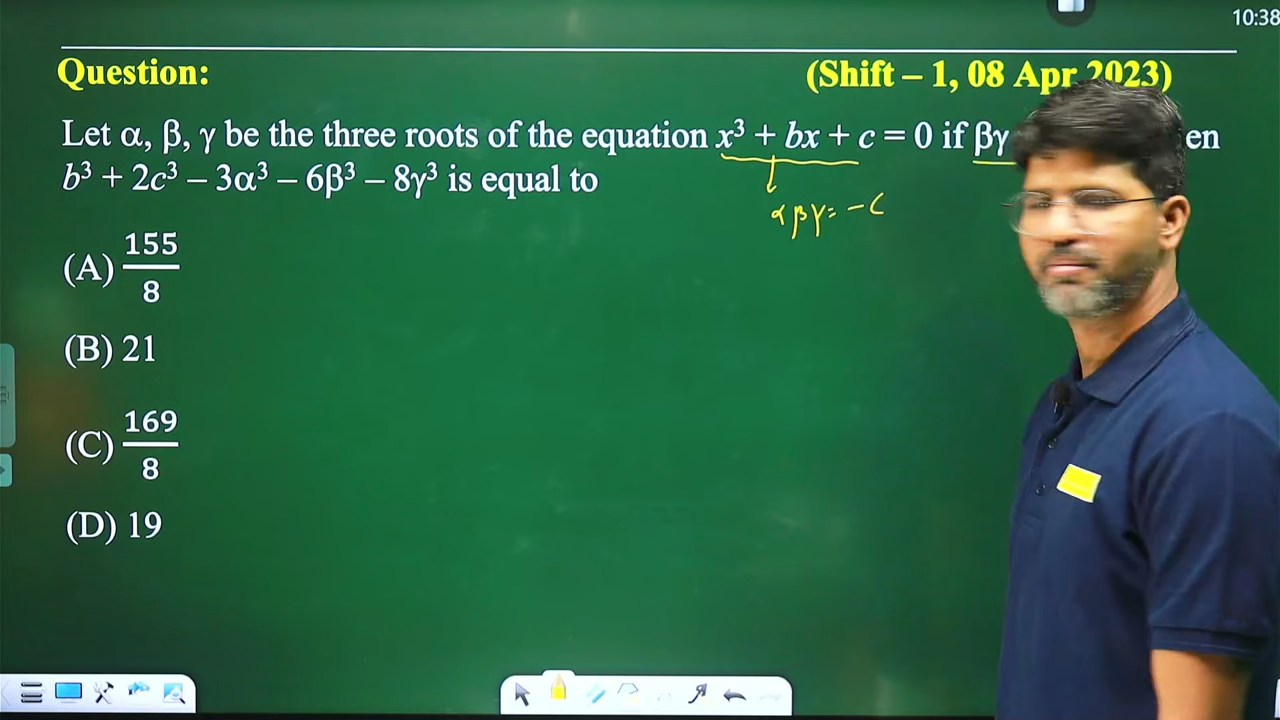 10:38
Question:
(Shift – 1, 08 Apr 2023)
Let α, β, γ be the three roots of the equation x³ + bx + c = 0 if βγ en
b³ + 2c³ – 3α³ – 6β³ – 8γ³ is equal to
αβγ= -c
(A) 155/8
(B) 21
(C) 169/8
(D) 19